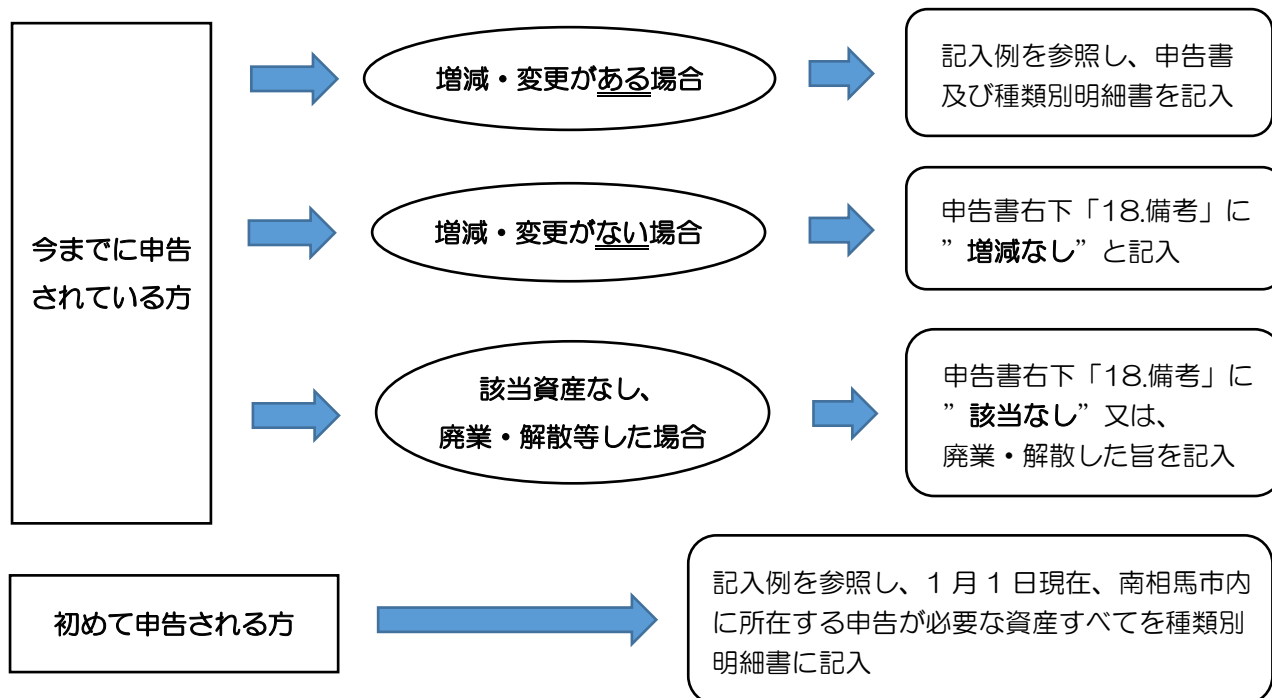 今までに申告
されている方
増減・変更がある場合
記入例を参照し、申告書
及び種類別明細書を記入
増減・変更がない場合
申告書右下「18.備考」に
”増減なし”と記入
該当資産なし、
廃業・解散等した場合
申告書右下「18.備考」に
”該当なし”又は、
廃業・解散した旨を記入
初めて申告される方
記入例を参照し、1月1日現在、南相馬市内
に所在する申告が必要な資産すべてを種類別
明細書に記入